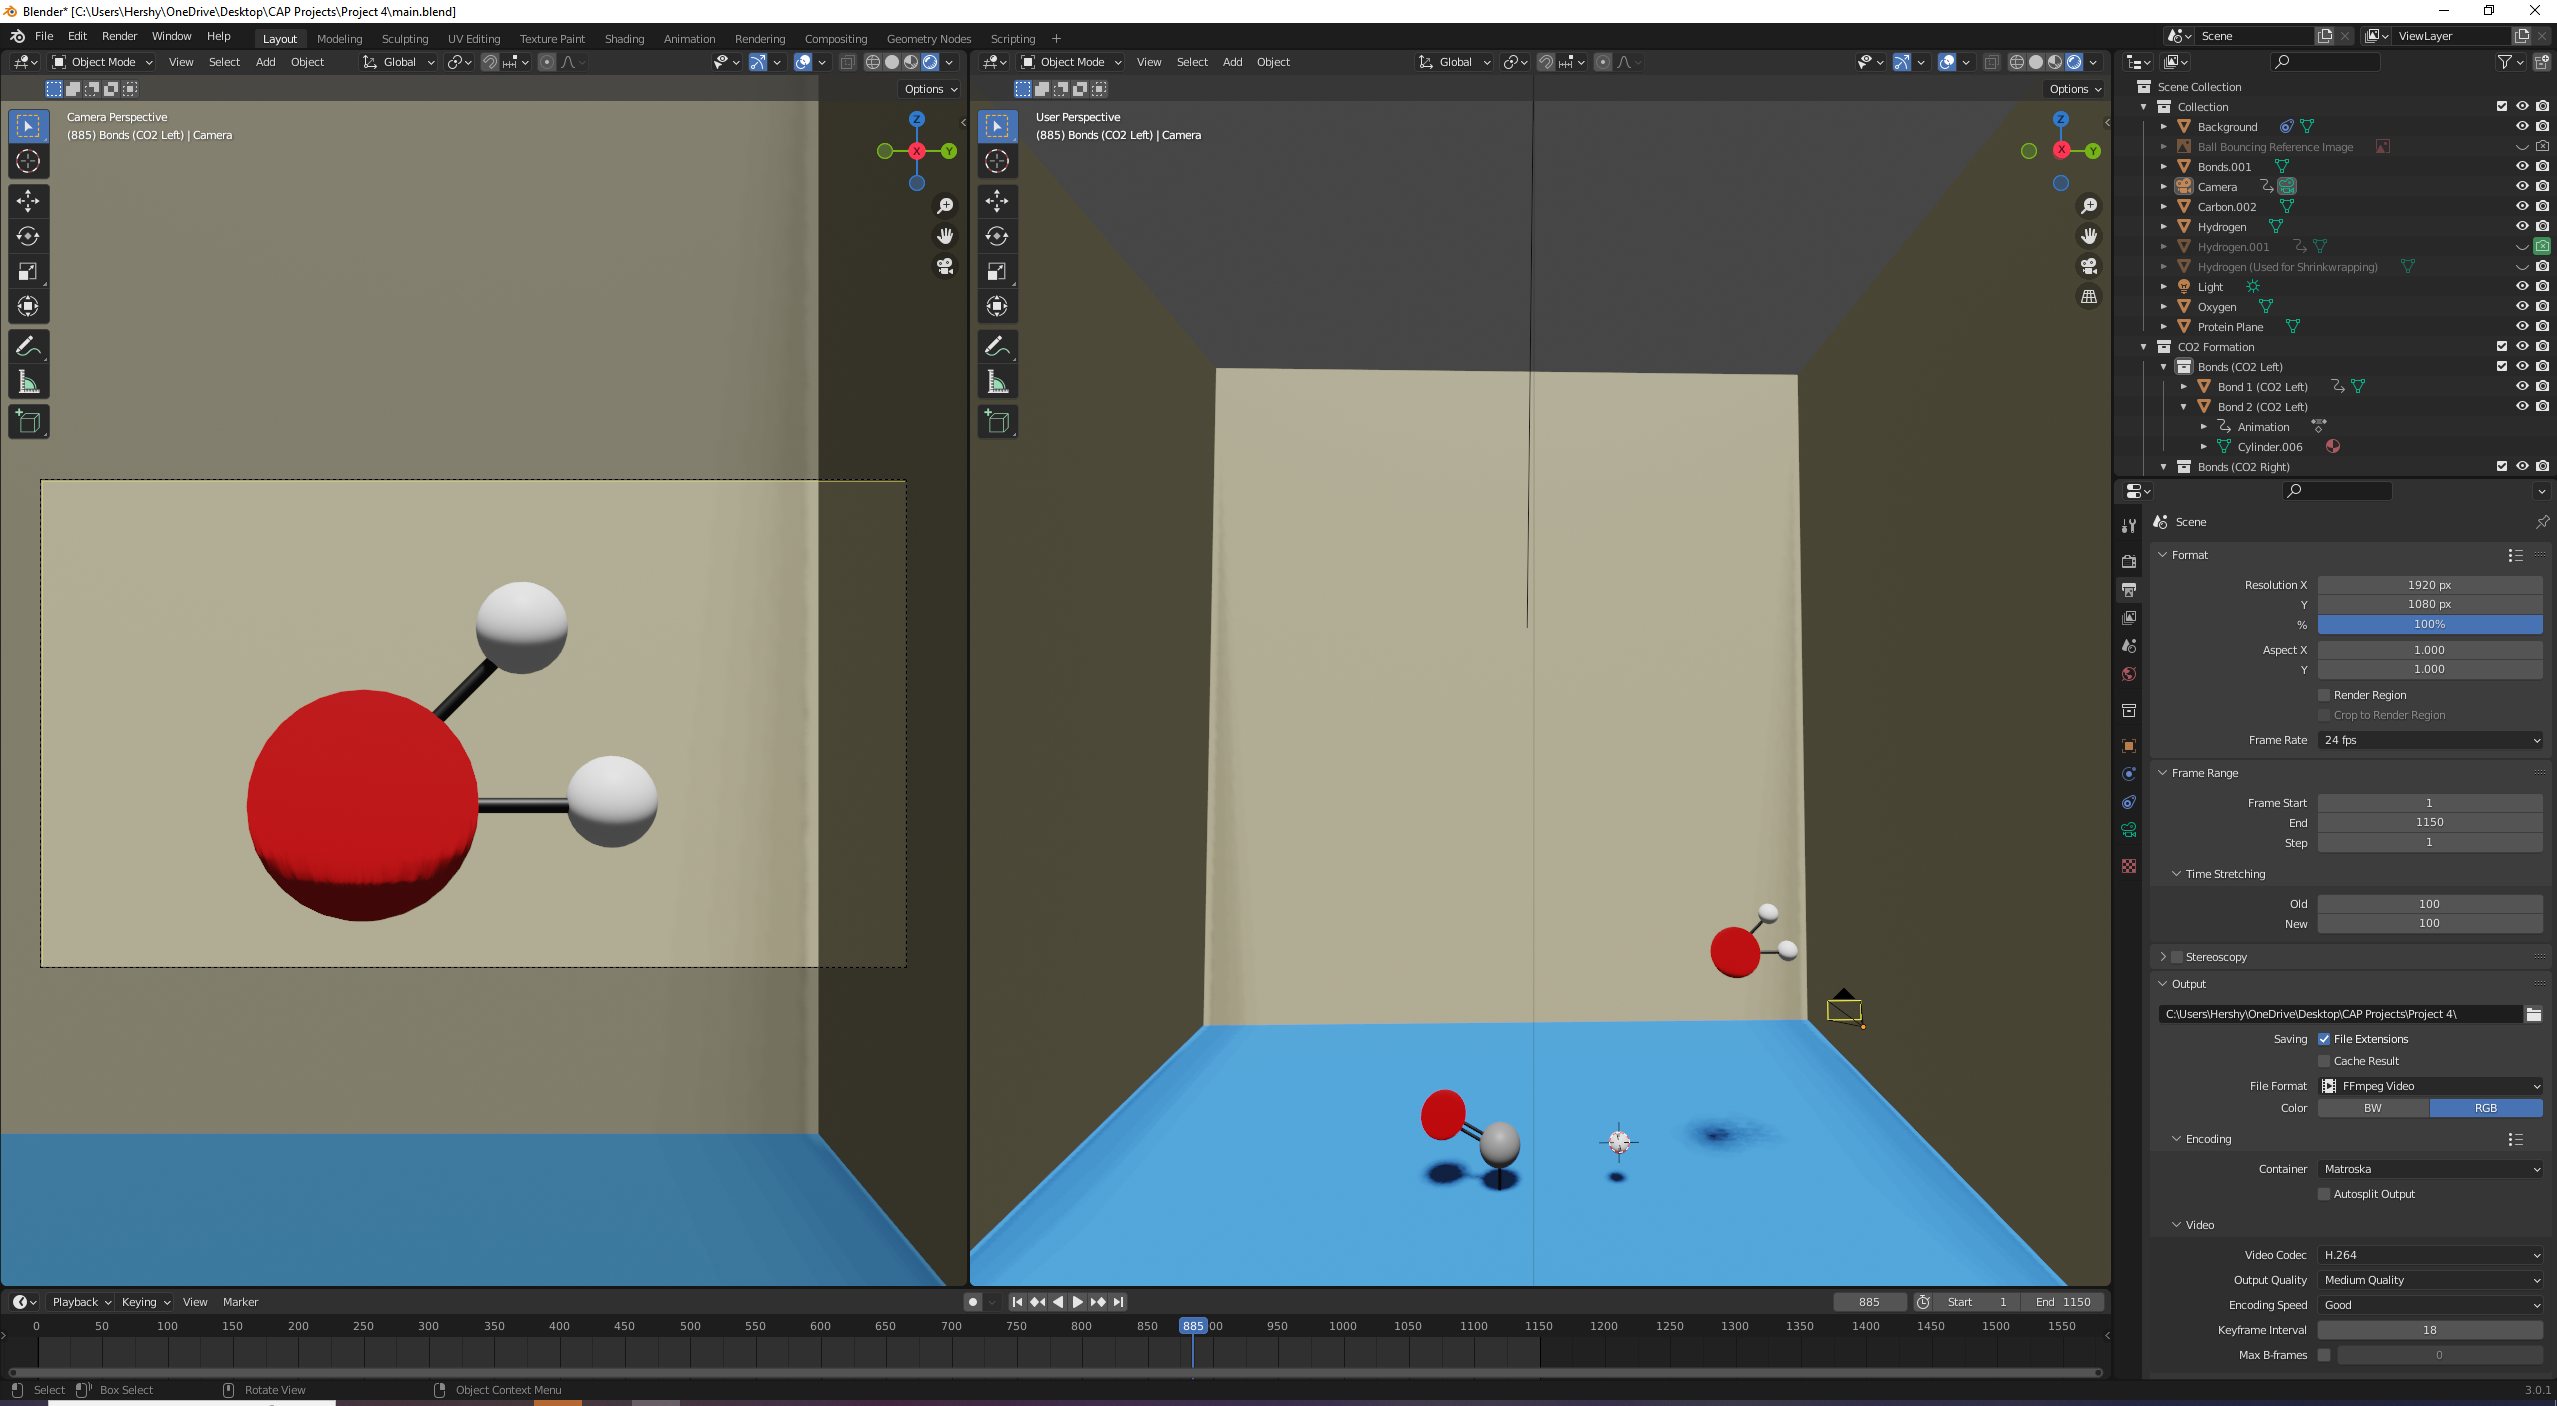 Blender* [C:\Users\Hershy\OneDrive\Desktop\CAP Projects\Project 4\main.blend]
File Edit Render Window Help Layout Modeling Sculpting UV Editing Texture Paint Shading Animation Rendering Compositing Geometry Nodes Scripting + Scene ViewLayer
Object Mode View Select Add Object Global
Object Mode View Select Add Object Global
Options
Options
Camera Perspective
(885) Bonds (CO2 Left) | Camera
Z
X
Y
User Perspective
(885) Bonds (CO2 Left) | Camera
Z
X
Y
Scene Collection
Collection
Background
Ball Bouncing Reference Image
Bonds.001
Camera
Carbon.002
Hydrogen
Hydrogen.001
Hydrogen (Used for Shrinkwrapping)
Light
Oxygen
Protein Plane
CO2 Formation
Bonds (CO2 Left)
Bond 1 (CO2 Left)
Bond 2 (CO2 Left)
Animation
Cylinder.006
Bonds (CO2 Right)
Scene
Format
Resolution X 1920 px
Y 1080 px
% 100%
Aspect X 1.000
Y 1.000
Render Region
Crop to Render Region
Frame Rate 24 fps
Frame Range
Frame Start 1
End 1150
Step 1
Time Stretching
Old 100
New 100
Stereoscopy
Output
C:\Users\Hershy\OneDrive\Desktop\CAP Projects\Project 4\
Saving File Extensions
Cache Result
File Format FFmpeg Video
Color BW RGB
Encoding
Container Matroska
Autosplit Output
Video
Video Codec H.264
Output Quality Medium Quality
Encoding Speed Good
Keyframe Interval 18
Max B-frames 0
Playback Keying View Marker 885 Start 1 End 1150
0 50 100 150 200 250 300 350 400 450 500 550 600 650 700 750 800 850 885 00 950 1000 1050 1100 1150 1200 1250 1300 1350 1400 1450 1500 1550
Select Box Select Rotate View Object Context Menu 3.0.1